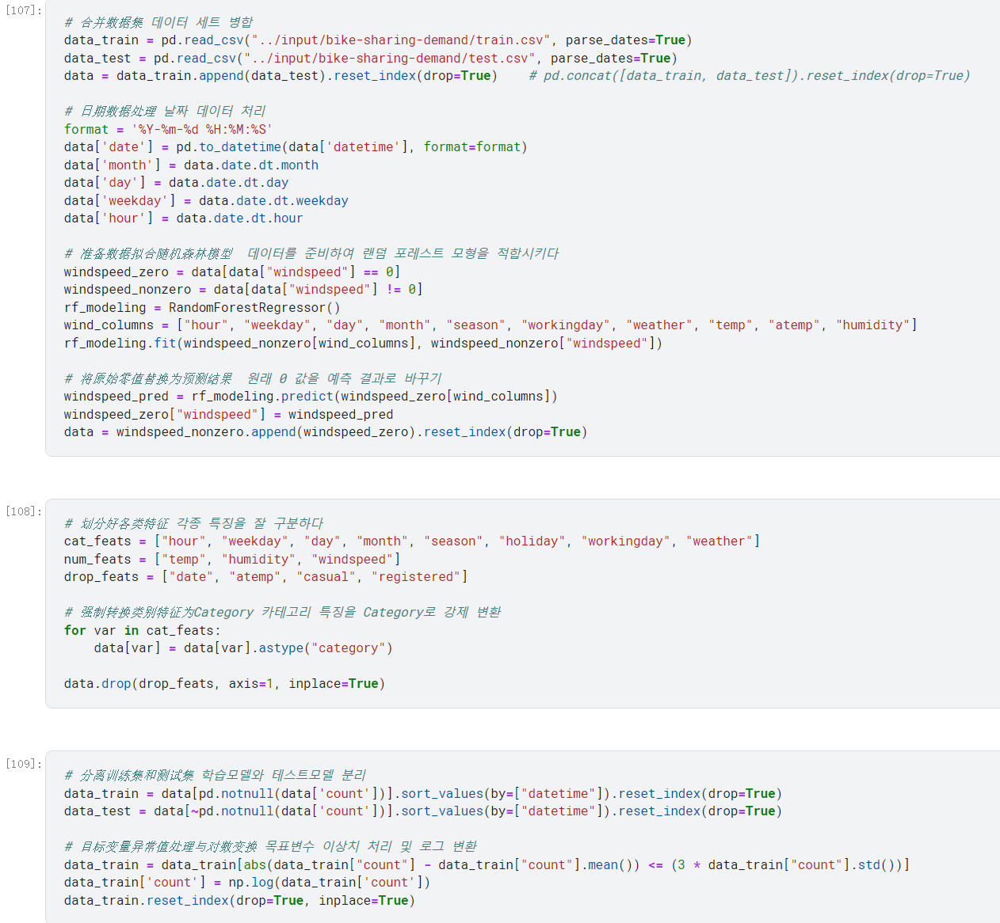 [107]:
# 合并数据集 데이터 세트 병합
data_train = pd.read_csv("../input/bike-sharing-demand/train.csv", parse_dates=True)
data_test = pd.read_csv("../input/bike-sharing-demand/test.csv", parse_dates=True)
data = data_train.append(data_test).reset_index(drop=True)    # pd.concat([data_train, data_test]).reset_index(drop=True)
# 日期数据处理 날짜 데이터 처리
format = '%Y-%m-%d %H:%M:%S'
data['date'] = pd.to_datetime(data['datetime'], format=format)
data['month'] = data.date.dt.month
data['day'] = data.date.dt.day
data['weekday'] = data.date.dt.weekday
data['hour'] = data.date.dt.hour
# 准备数据拟合随机森林模型  데이터를 준비하여 랜덤 포레스트 모형을 적합시키다
windspeed_zero = data[data["windspeed"] == 0]
windspeed_nonzero = data[data["windspeed"] != 0]
rf_modeling = RandomForestRegressor()
wind_columns = ["hour", "weekday", "day", "month", "season", "workingday", "weather", "temp", "atemp", "humidity"]
rf_modeling.fit(windspeed_nonzero[wind_columns], windspeed_nonzero["windspeed"])
# 将原始零值替换为预测结果  원래 0 값을 예측 결과로 바꾸기
windspeed_pred = rf_modeling.predict(windspeed_zero[wind_columns])
windspeed_zero["windspeed"] = windspeed_pred
data = windspeed_nonzero.append(windspeed_zero).reset_index(drop=True)
[108]:
# 划分好各类特征 각종 특징을 잘 구분하다
cat_feats = ["hour", "weekday", "day", "month", "season", "holiday", "workingday", "weather"]
num_feats = ["temp", "humidity", "windspeed"]
drop_feats = ["date", "atemp", "casual", "registered"]
# 强制转换类别特征为Category 카테고리 특징을 Category로 강제 변환
for var in cat_feats:
    data[var] = data[var].astype("category")
data.drop(drop_feats, axis=1, inplace=True)
[109]:
# 分离训练集和测试集 학습모델와 테스트모델 분리
data_train = data[pd.notnull(data['count'])].sort_values(by=["datetime"]).reset_index(drop=True)
data_test = data[~pd.notnull(data['count'])].sort_values(by=["datetime"]).reset_index(drop=True)
# 目标变量异常值处理与对数变换 목표변수 이상치 처리 및 로그 변환
data_train = data_train[abs(data_train["count"] - data_train["count"].mean()) <= (3 * data_train["count"].std())]
data_train['count'] = np.log(data_train['count'])
data_train.reset_index(drop=True, inplace=True)